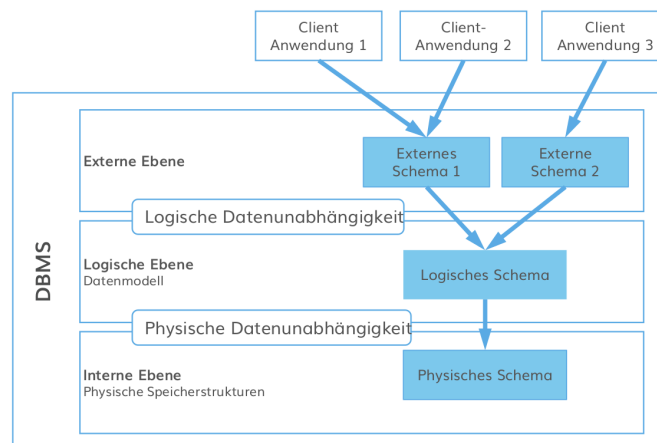 Client
Anwendung 1
Client-
Anwendung 2
Client
Anwendung 3
DBMS
Externe Ebene
Externes
Schema 1
Externe
Schema 2
Logische Datenunabhängigkeit
Logische Ebene
Datenmodell
Logisches Schema
Physische Datenunabhängigkeit
Interne Ebene
Physische Speicherstrukturen
Physisches Schema